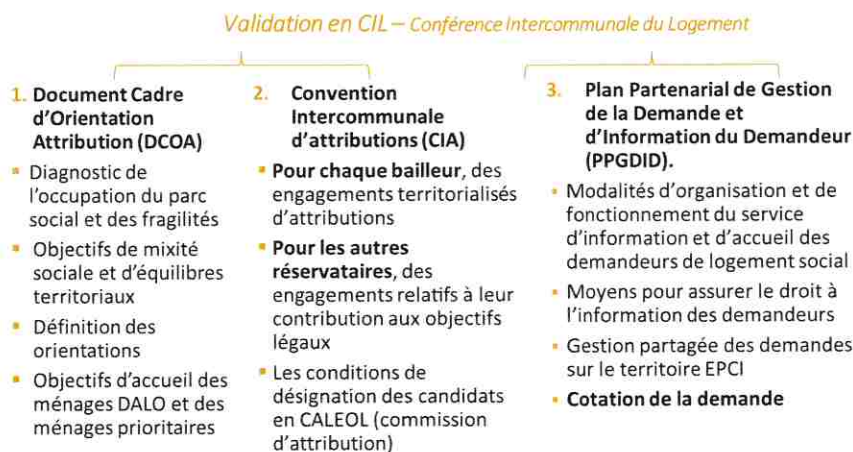 Validation en CIL – Conférence Intercommunale du Logement
1. Document Cadre
d'Orientation
Attribution (DCOA)
▪ Diagnostic de
l'occupation du parc
social et des fragilités
▪ Objectifs de mixité
sociale et d'équilibres
territoriaux
▪ Définition des
orientations
▪ Objectifs d'accueil des
ménages DALO et des
ménages prioritaires
2. Convention
Intercommunale
d'attributions (CIA)
▪ Pour chaque bailleur, des
engagements territorialisés
d'attributions
▪ Pour les autres
réservataires, des
engagements relatifs à leur
contribution aux objectifs
légaux
▪ Les conditions de
désignation des candidats
en CALEOL (commission
d'attribution)
3. Plan Partenarial de Gestion
de la Demande et
d'Information du Demandeur
(PPGDID).
▪ Modalités d'organisation et de
fonctionnement du service
d'information et d'accueil des
demandeurs de logement social
▪ Moyens pour assurer le droit à
l'information des demandeurs
▪ Gestion partagée des demandes
sur le territoire EPCI
▪ Cotation de la demande